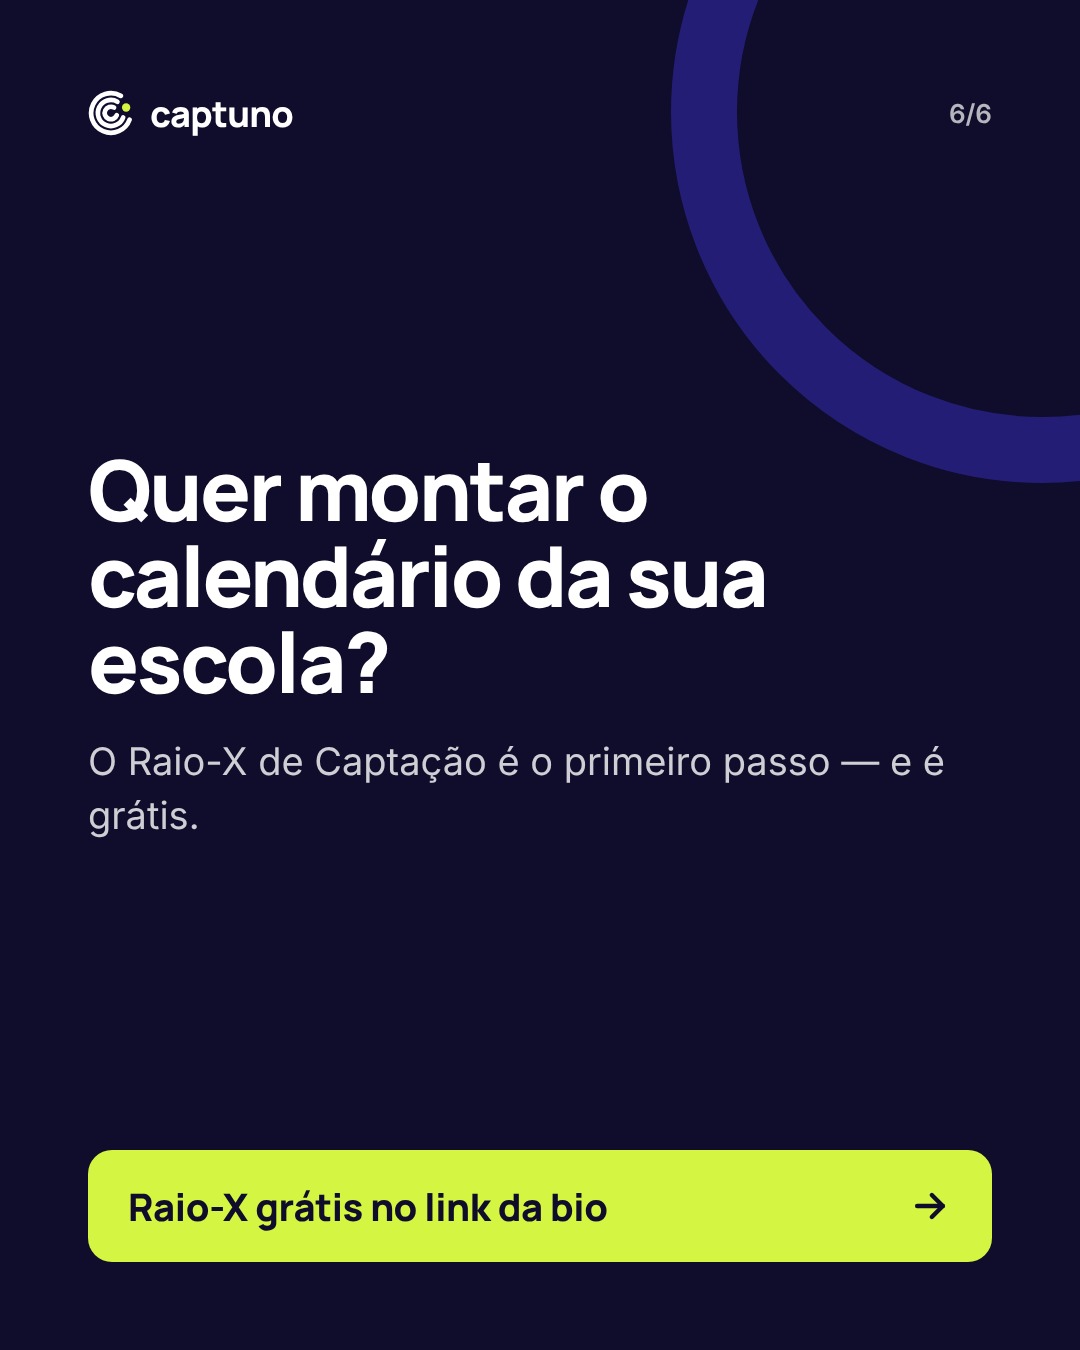 captuno
6/6
Quer montar o
calendário da sua
escola?
O Raio-X de Captação é o primeiro passo — e é
grátis.
Raio-X grátis no link da bio →